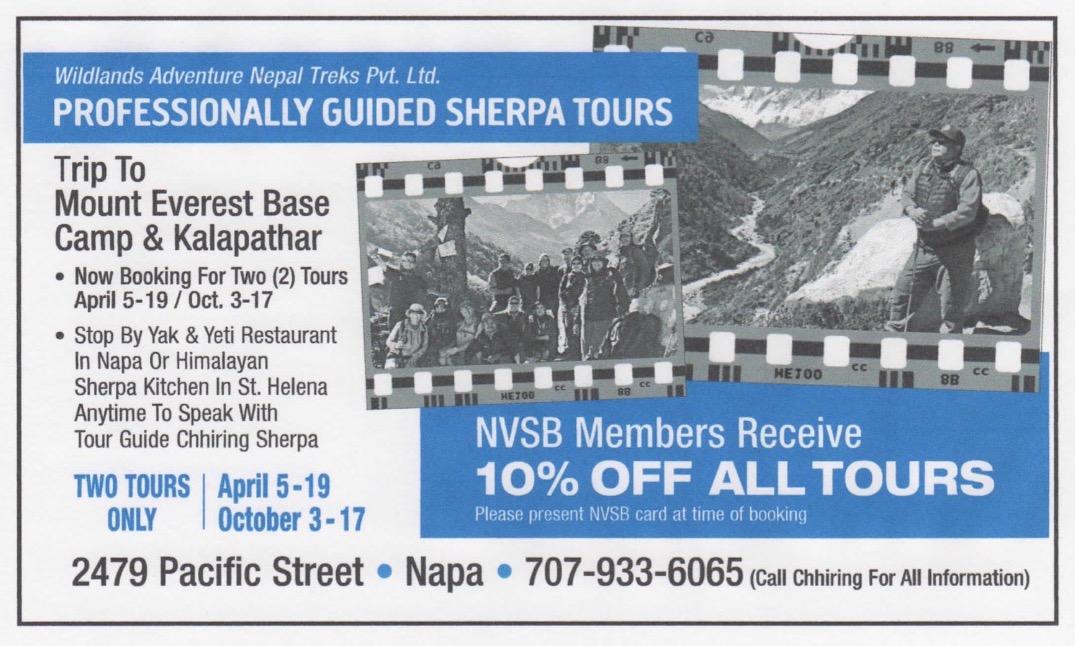 Wildlands Adventure Nepal Treks Pvt. Ltd.
PROFESSIONALLY GUIDED SHERPA TOURS
Trip To
Mount Everest Base
Camp & Kalapathar
• Now Booking For Two (2) Tours
April 5-19 / Oct. 3-17
• Stop By Yak & Yeti Restaurant
In Napa Or Himalayan
Sherpa Kitchen In St. Helena
Anytime To Speak With
Tour Guide Chhiring Sherpa
TWO TOURS
ONLY
April 5-19
October 3-17
NVSB Members Receive
10% OFF ALL TOURS
Please present NVSB card at time of booking
2479 Pacific Street • Napa • 707-933-6065 (Call Chhiring For All Information)